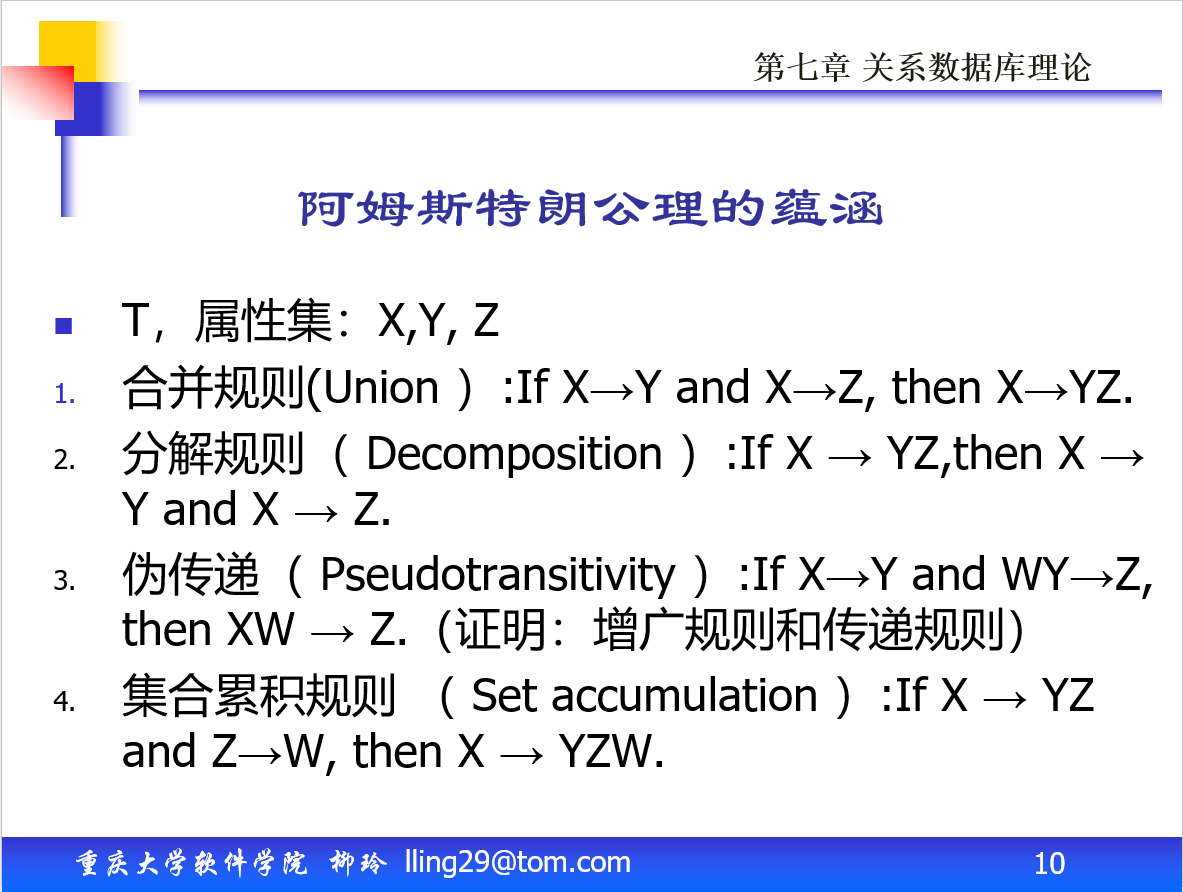 第七章 关系数据库理论
阿姆斯特朗公理的蕴涵
■ T，属性集：X,Y, Z
1. 合并规则(Union ）:If X→Y and X→Z, then X→YZ.
2. 分解规则（ Decomposition ）:If X → YZ,then X →
Y and X → Z.
3. 伪传递（ Pseudotransitivity ）:If X→Y and WY→Z,
then XW → Z.（证明：增广规则和传递规则）
4. 集合累积规则 （ Set accumulation ）:If X → YZ
and Z→W, then X → YZW.
重庆大学软件学院 柳玲 lling29@tom.com 10